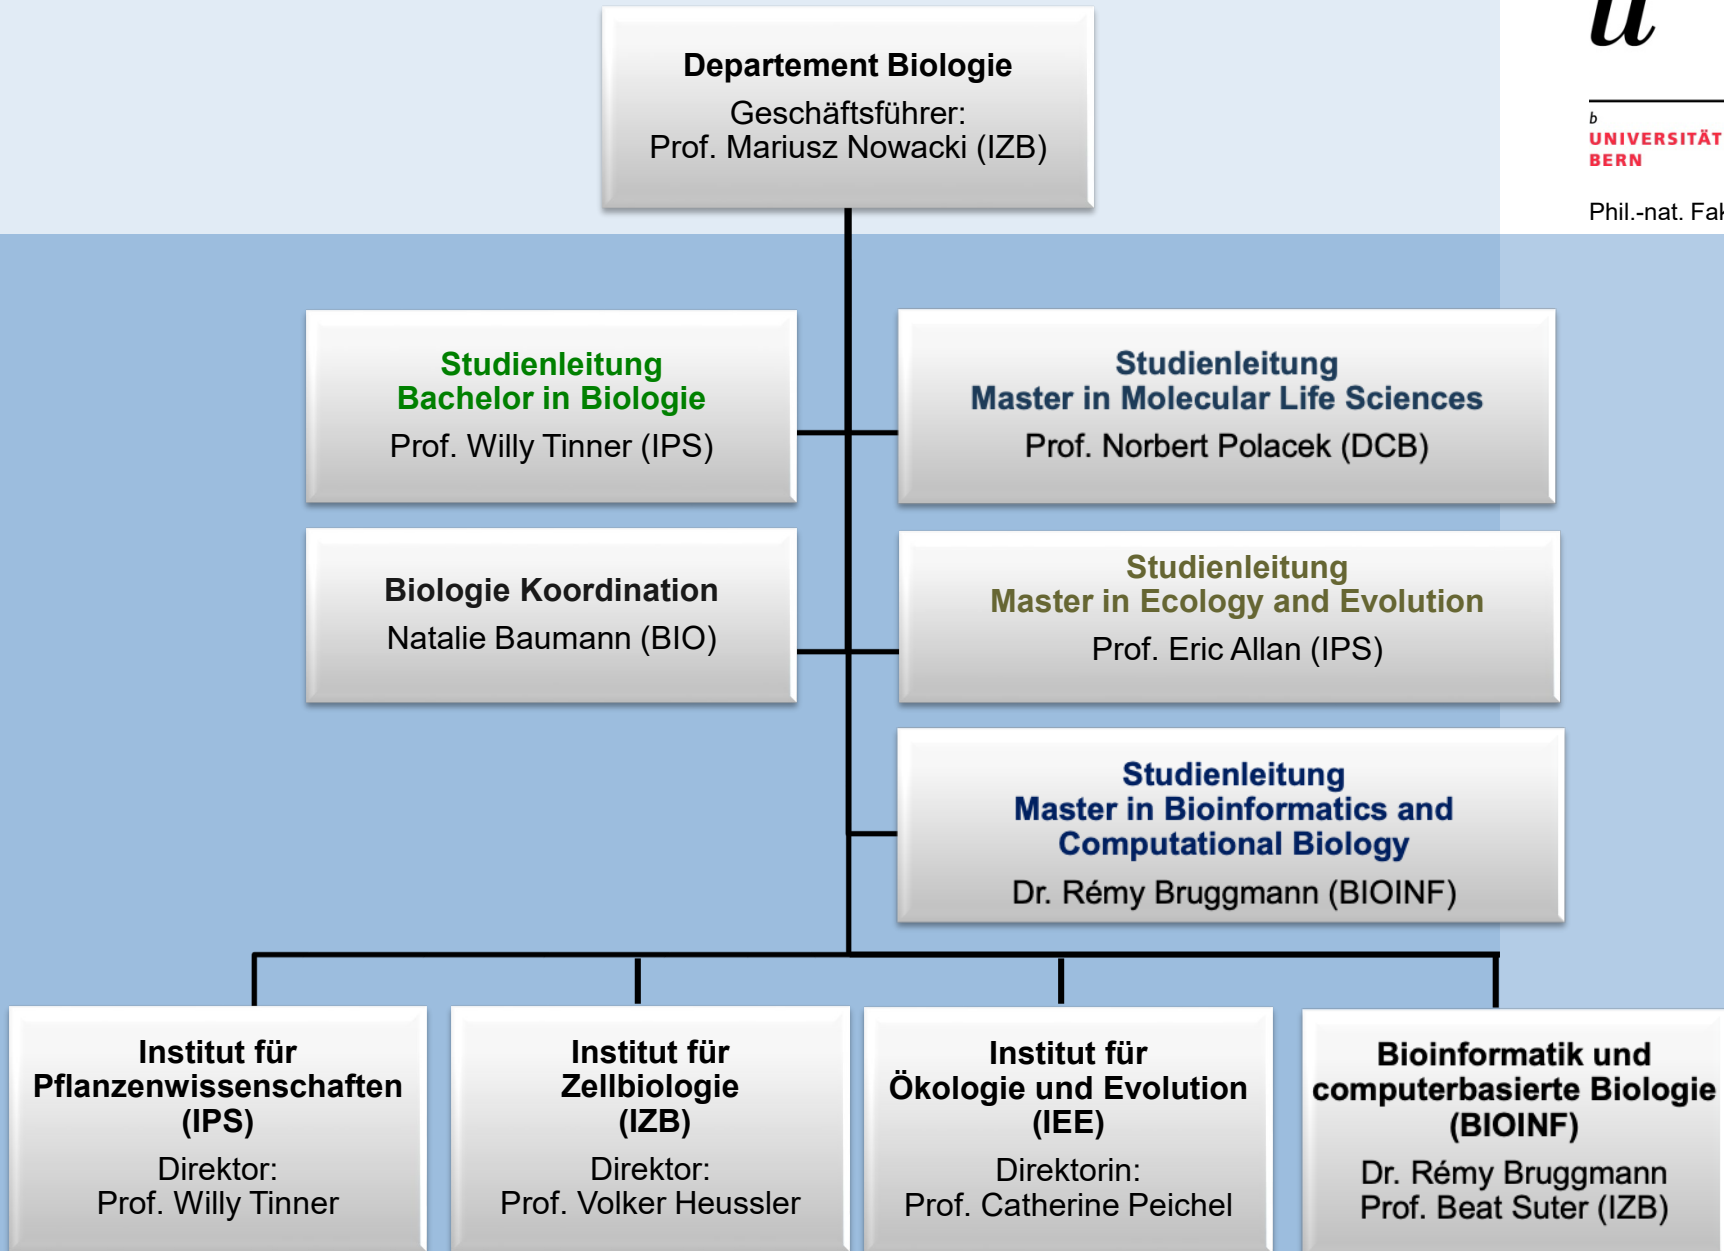 Departement Biologie
Geschäftsführer:
Prof. Mariusz Nowacki (IZB)
u
b
UNIVERSITÄT
BERN
Phil.-nat.
Studienleitung
Bachelor in Biologie
Prof. Willy Tinner (IPS)
Studienleitung
Master in Molecular Life Sciences
Prof. Norbert Polacek (DCB)
Biologie Koordination
Natalie Baumann (BIO)
Studienleitung
Master in Ecology and Evolution
Prof. Eric Allan (IPS)
Studienleitung
Master in Bioinformatics and
Computational Biology
Dr. Rémy Bruggmann (BIOINF)
Institut für
Pflanzenwissenschaften
(IPS)
Direktor:
Prof. Willy Tinner
Institut für
Zellbiologie
(IZB)
Direktor:
Prof. Volker Heussler
Institut für
Ökologie und Evolution
(IEE)
Direktorin:
Prof. Catherine Peichel
Bioinformatik und
computerbasierte Biologie
(BIOINF)
Dr. Rémy Bruggmann
Prof. Beat Suter (IZB)